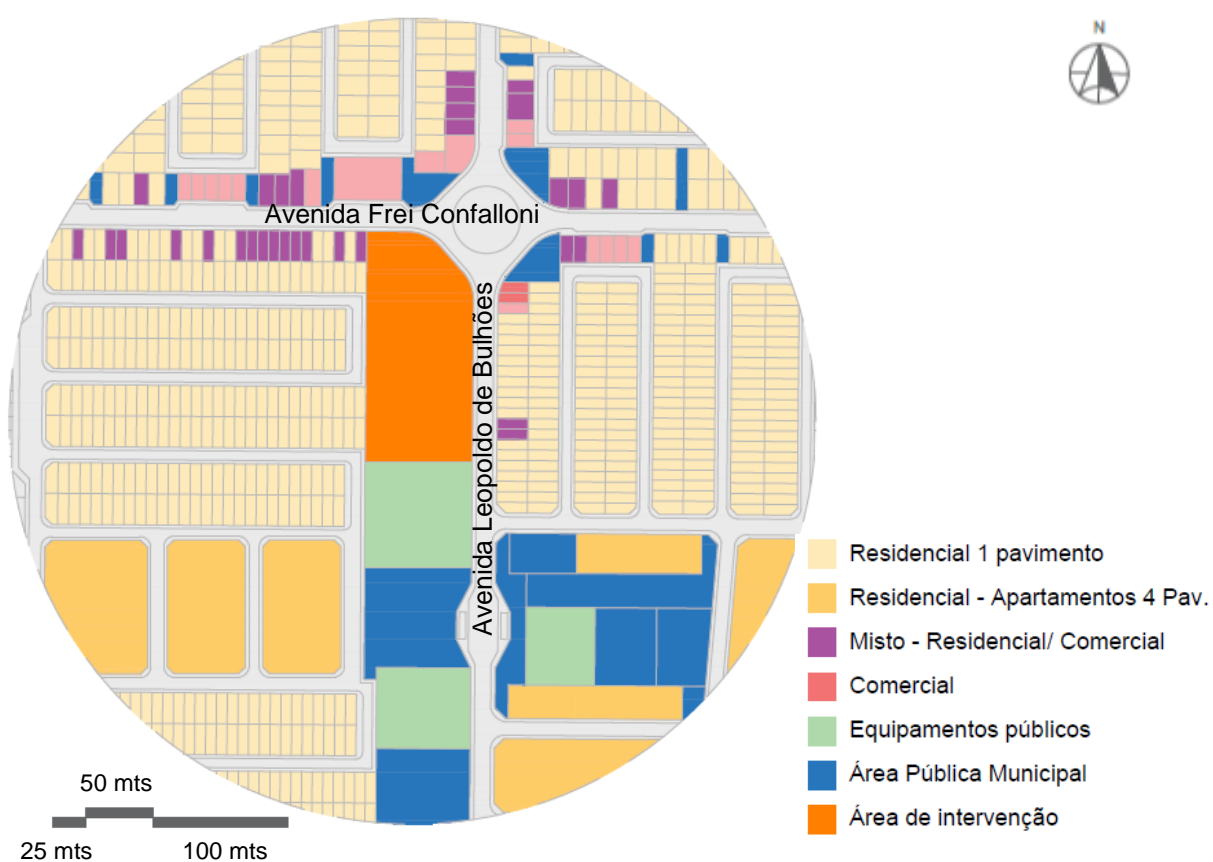 N
Avenida Frei Confalloni
Avenida Leopoldo de Bulhões
Residencial 1 pavimento
Residencial - Apartamentos 4 Pav.
Misto - Residencial/ Comercial
Comercial
Equipamentos públicos
Área Pública Municipal
Área de intervenção
50 mts
25 mts
100 mts